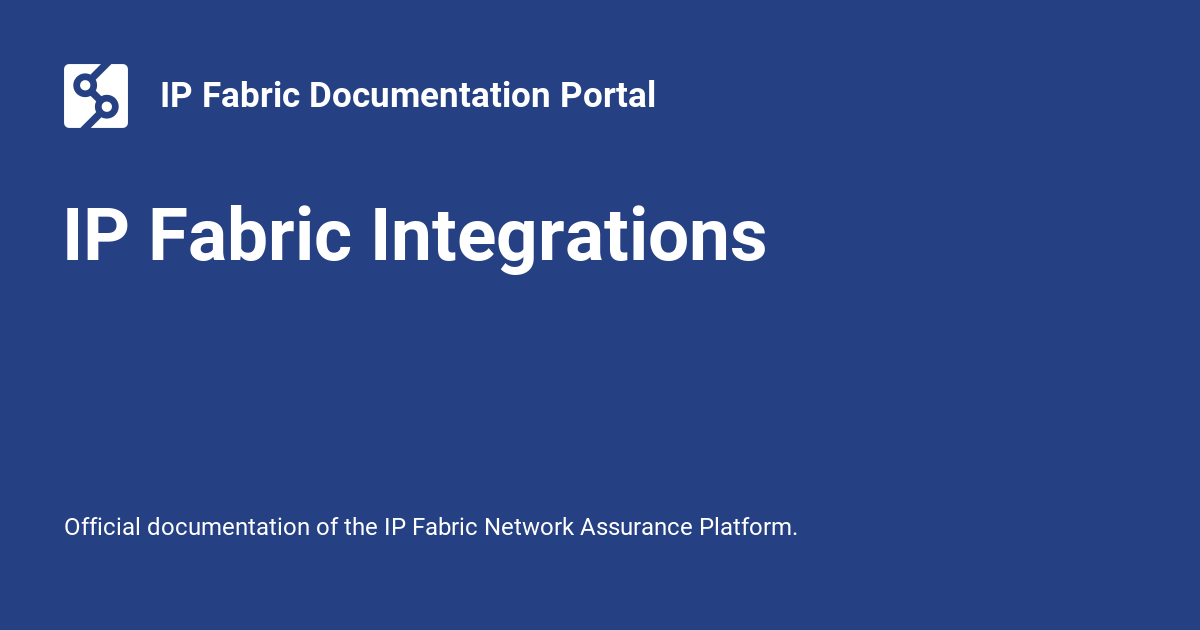 IP Fabric Documentation Portal
IP Fabric Integrations
Official documentation of the IP Fabric Network Assurance Platform.